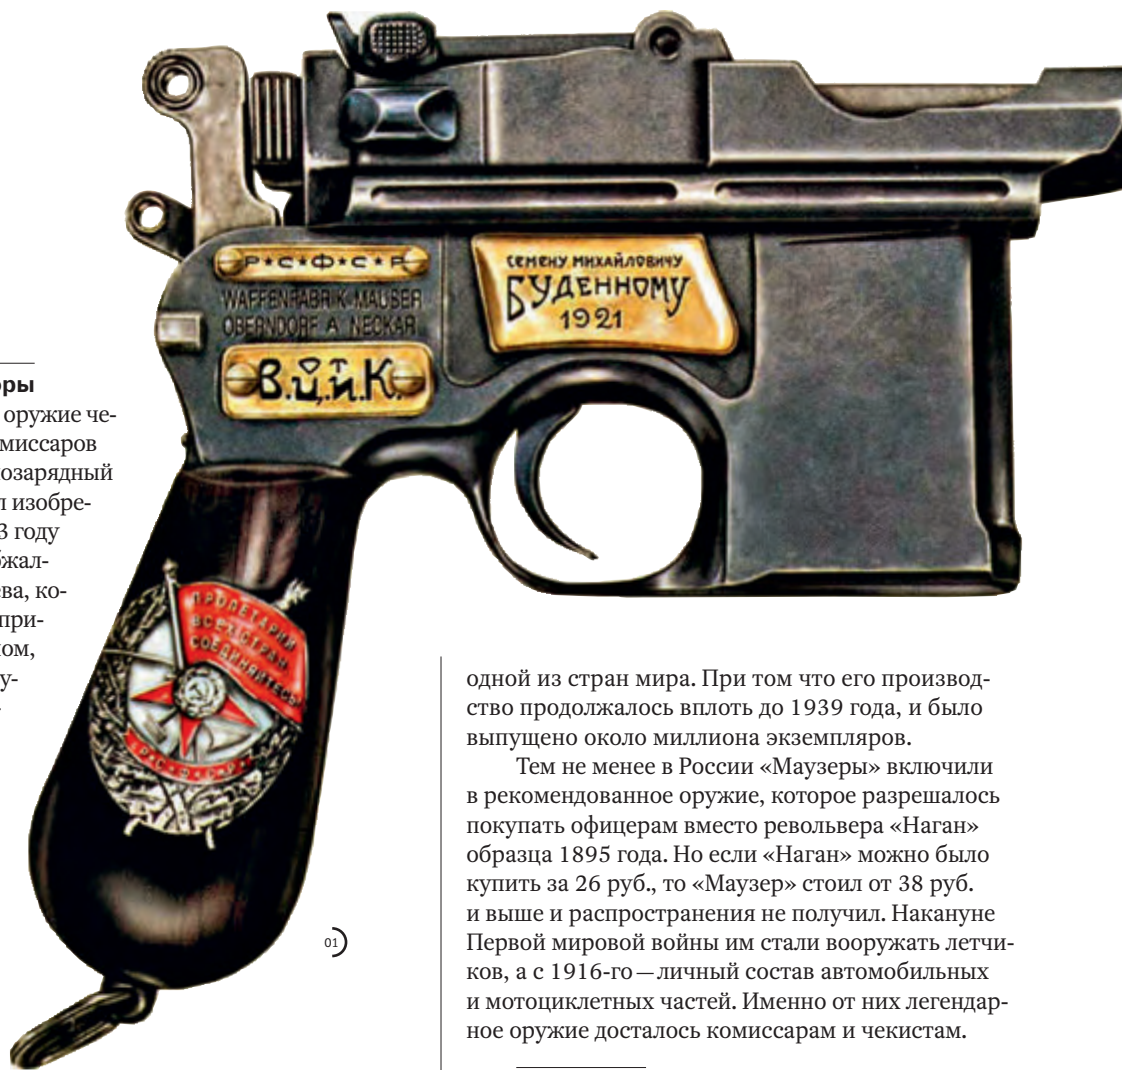 Р★С★Ф★С★Р
WAFFENFABRIK MAUSER
OBERNDORF A NECKAR
от
В.Ц.И.К.
СЕМЕНУ МИХАЙЛОВИЧУ
БУДЕННОМУ
1921
ПРОЛЕТАРИИ
ВСЕХ СТРАН
СОЕДИНЯЙТЕСЬ
Р·С·Ф·С·Р
оры
оружие че-
миссаров
озарядный
л изобре-
3 году
жал-
ева, ко-
при-
ом,
у-
01
одной из стран мира. При том что его производ-
ство продолжалось вплоть до 1939 года, и было
выпущено около миллиона экземпляров.
Тем не менее в России «Маузеры» включили
в рекомендованное оружие, которое разрешалось
покупать офицерам вместо револьвера «Наган»
образца 1895 года. Но если «Наган» можно было
купить за 26 руб., то «Маузер» стоил от 38 руб.
и выше и распространения не получил. Накануне
Первой мировой войны им стали вооружать летчи-
ков, а с 1916-го — личный состав автомобильных
и мотоциклетных частей. Именно от них легендар-
ное оружие досталось комиссарам и чекистам.